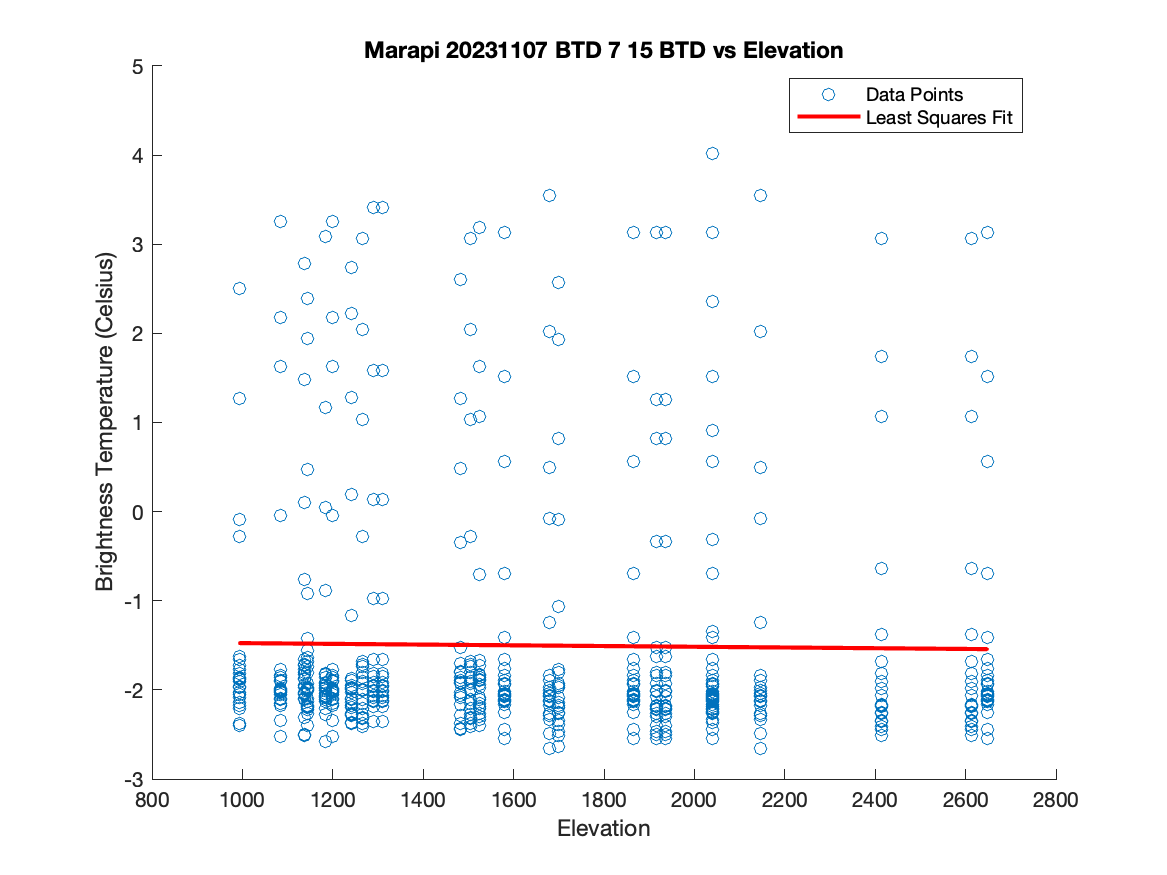 Marapi 20231107 BTD 7 15 BTD vs Elevation
Data Points
Least Squares Fit
Brightness Temperature (Celsius)
5
4
3
2
1
0
-1
-2
-3
800 1000 1200 1400 1600 1800 2000 2200 2400 2600 2800
Elevation